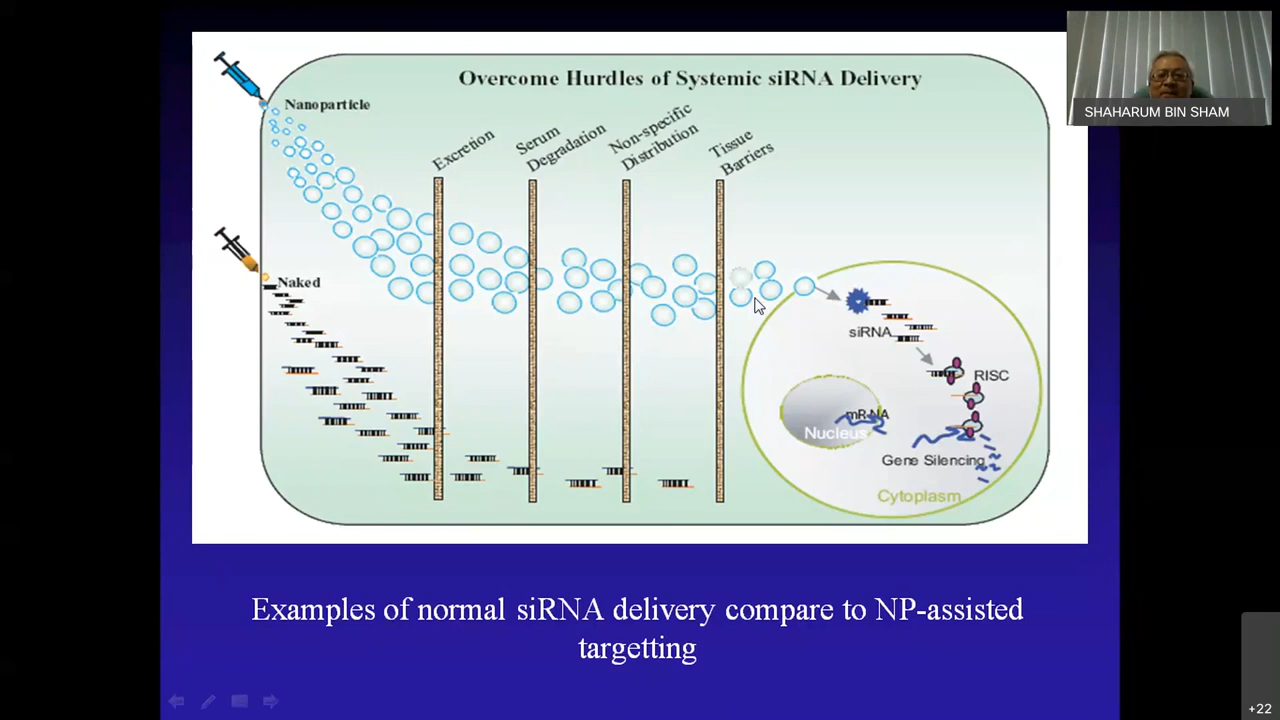 SHAHARUM BIN SHAM
Overcome Hurdles of Systemic siRNA Delivery
Nanoparticle
Excretion
Serum
Degradation
Non-specific
Distribution
Tissue
Barriers
Naked
siRNA
RISC
mRNA
Nucleus
Gene Silencing
Cytoplasm
Examples of normal siRNA delivery compare to NP-assisted
targetting
+22